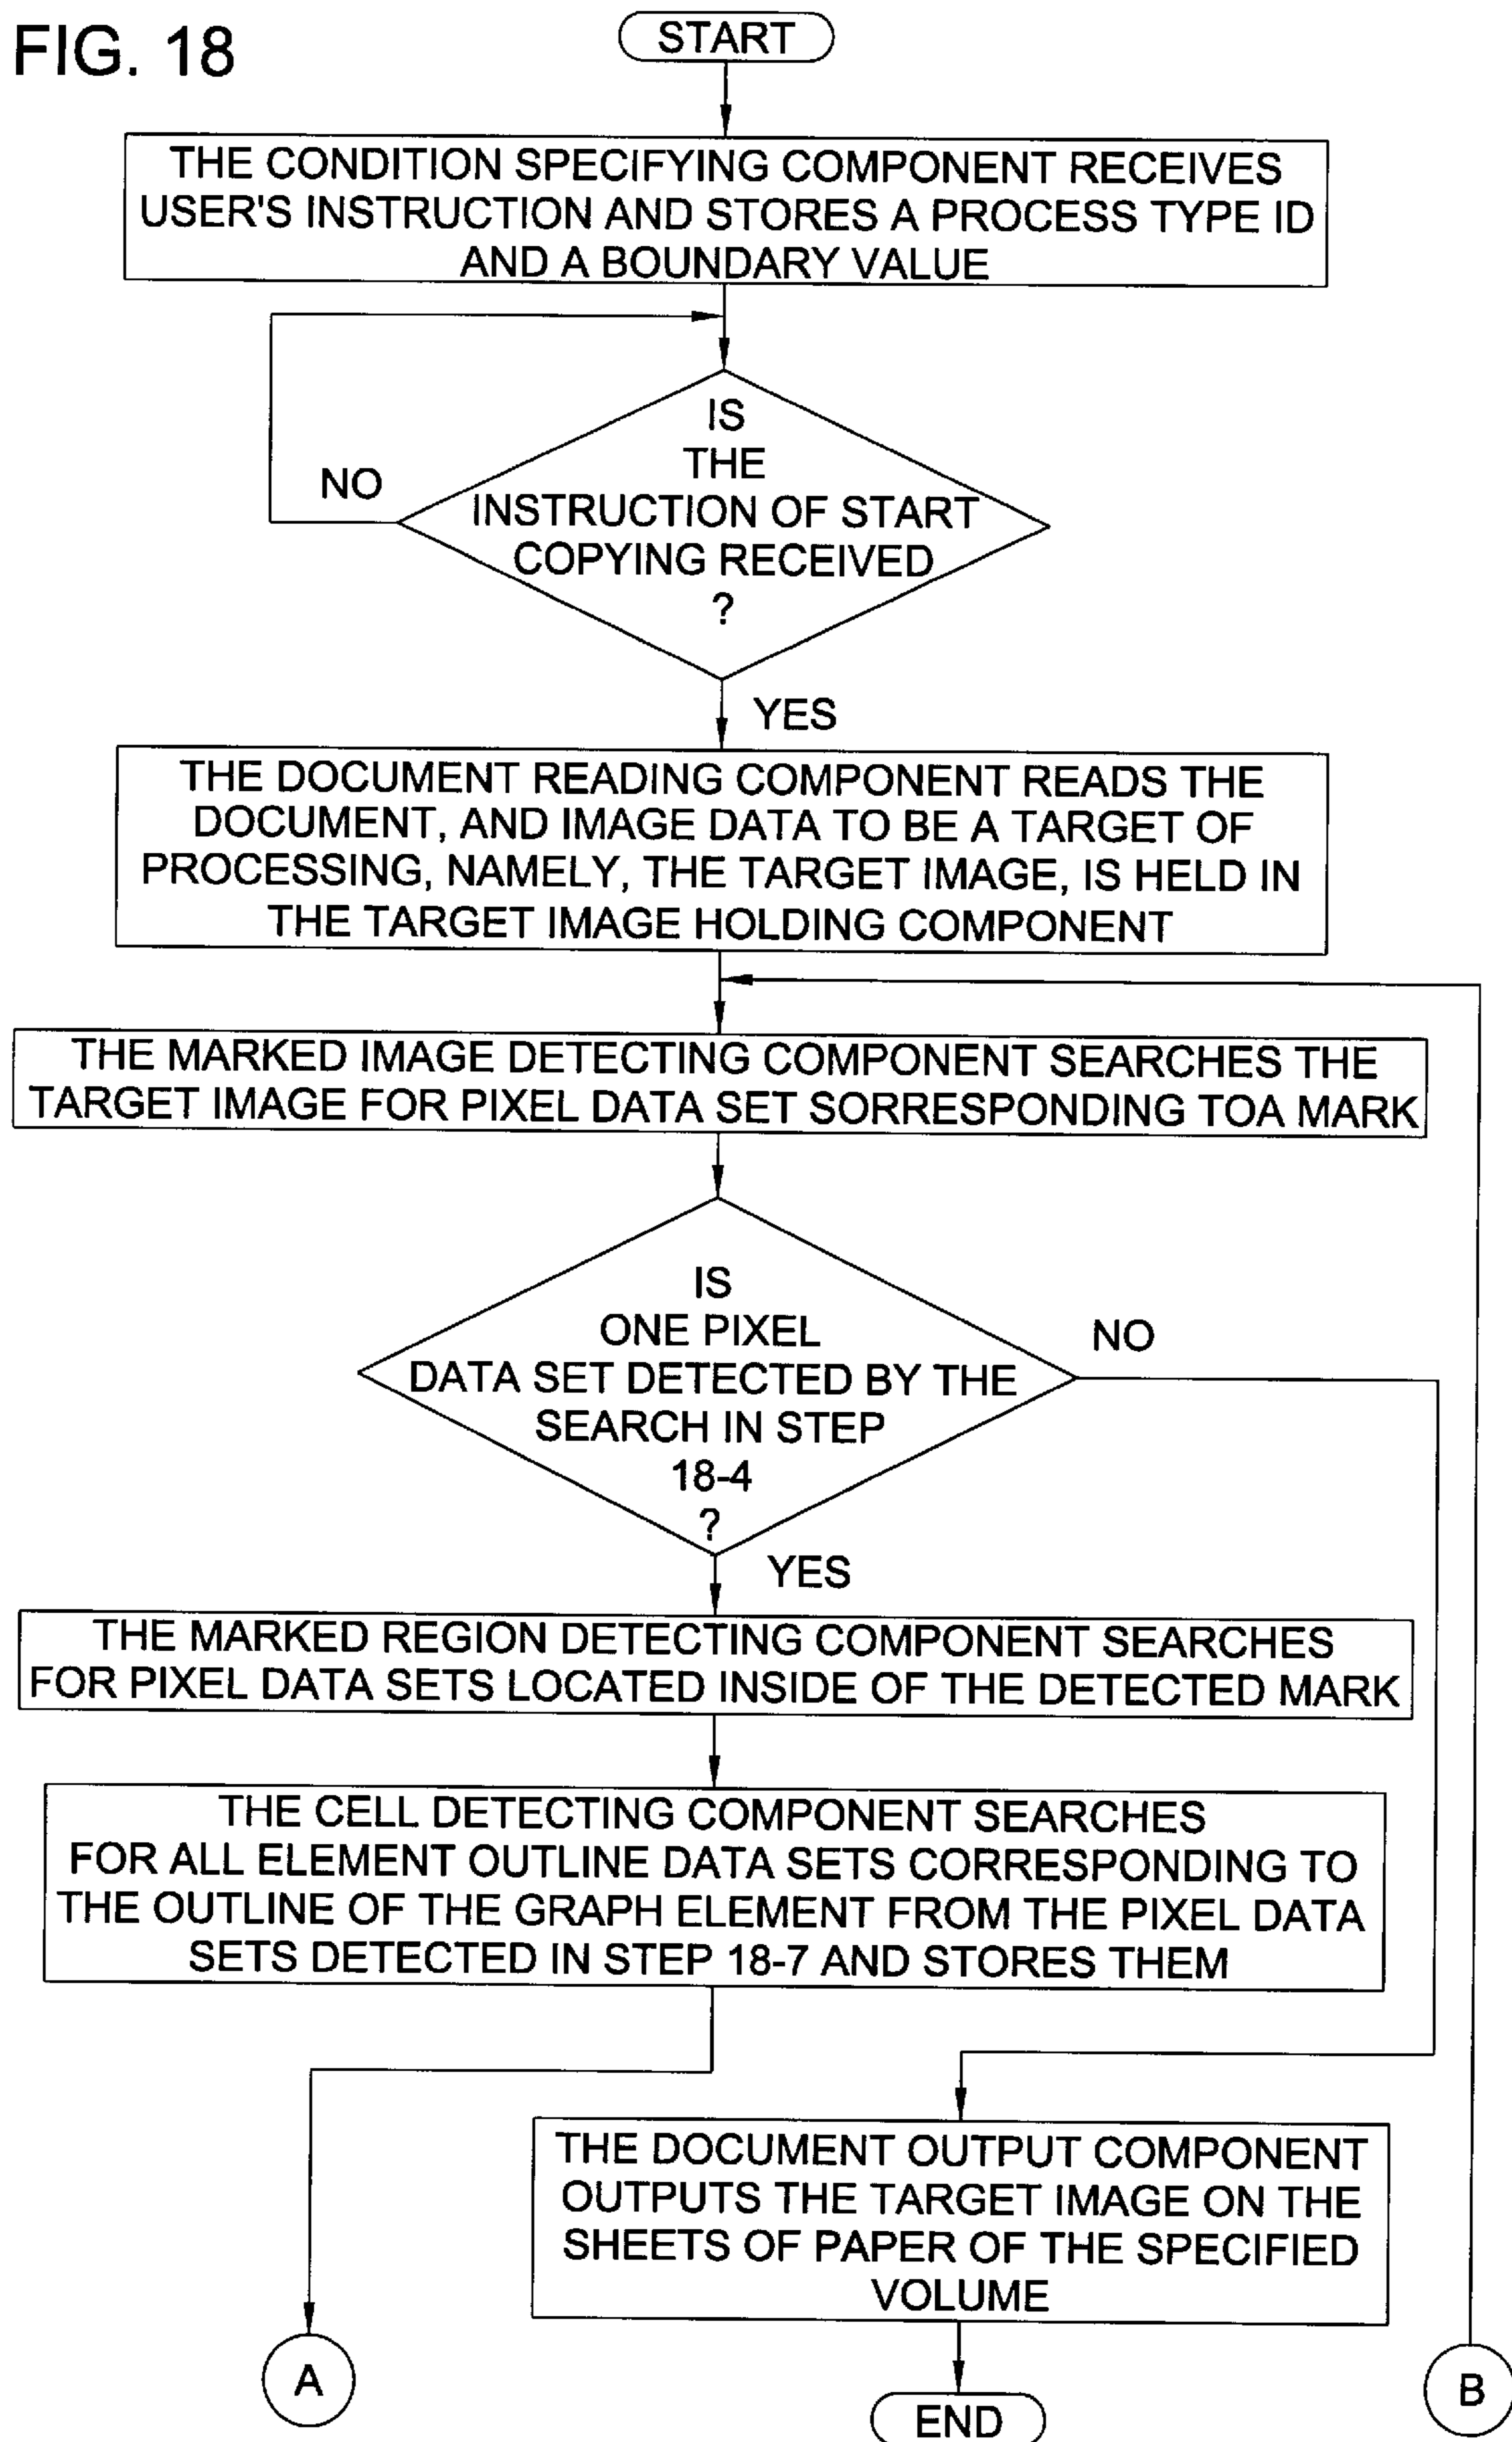 FIG. 18
START
THE CONDITION SPECIFYING COMPONENT RECEIVES
USER'S INSTRUCTION AND STORES A PROCESS TYPE ID
AND A BOUNDARY VALUE
IS
THE
INSTRUCTION OF START
COPYING RECEIVED
?
NO
YES
THE DOCUMENT READING COMPONENT READS THE
DOCUMENT, AND IMAGE DATA TO BE A TARGET OF
PROCESSING, NAMELY, THE TARGET IMAGE, IS HELD IN
THE TARGET IMAGE HOLDING COMPONENT
THE MARKED IMAGE DETECTING COMPONENT SEARCHES THE
TARGET IMAGE FOR PIXEL DATA SET SORRESPONDING TOA MARK
IS
ONE PIXEL
DATA SET DETECTED BY THE
SEARCH IN STEP
18-4
?
NO
YES
THE MARKED REGION DETECTING COMPONENT SEARCHES
FOR PIXEL DATA SETS LOCATED INSIDE OF THE DETECTED MARK
THE CELL DETECTING COMPONENT SEARCHES
FOR ALL ELEMENT OUTLINE DATA SETS CORRESPONDING TO
THE OUTLINE OF THE GRAPH ELEMENT FROM THE PIXEL DATA
SETS DETECTED IN STEP 18-7 AND STORES THEM
THE DOCUMENT OUTPUT COMPONENT
OUTPUTS THE TARGET IMAGE ON THE
SHEETS OF PAPER OF THE SPECIFIED
VOLUME
A
B
END